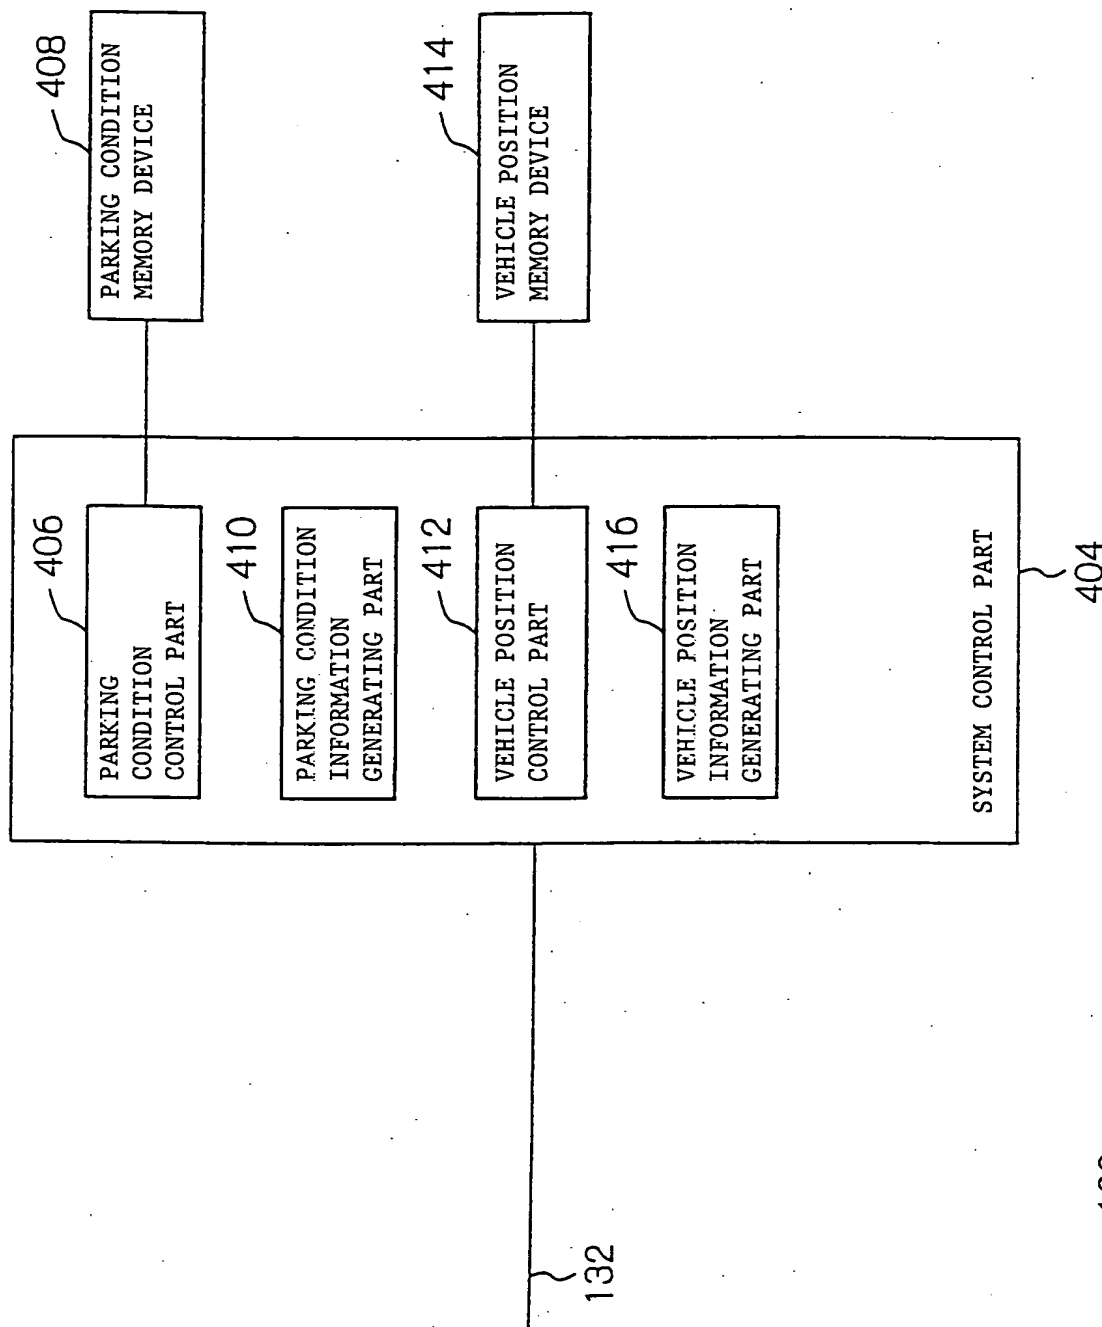 408
PARKING CONDITION
MEMORY DEVICE
414
VEHICLE POSITION
MEMORY DEVICE
406
PARKING
CONDITION
CONTROL PART
410
PARKING CONDITION
INFORMATION
GENERATING PART
412
VEHICLE POSITION
CONTROL PART
416
VEHICLE POSITION
INFORMATION
GENERATING PART
SYSTEM CONTROL PART
404
132